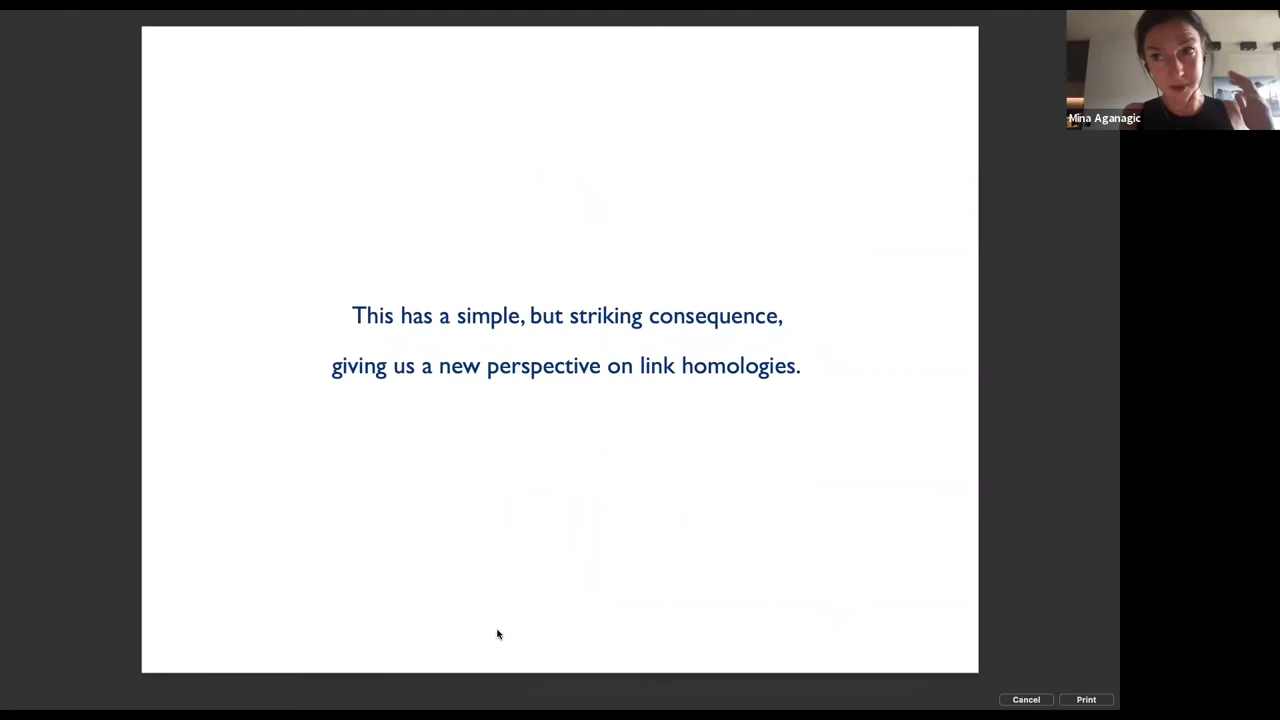 Mina Aganagic
This has a simple, but striking consequence,
giving us a new perspective on link homologies.
Cancel
Print